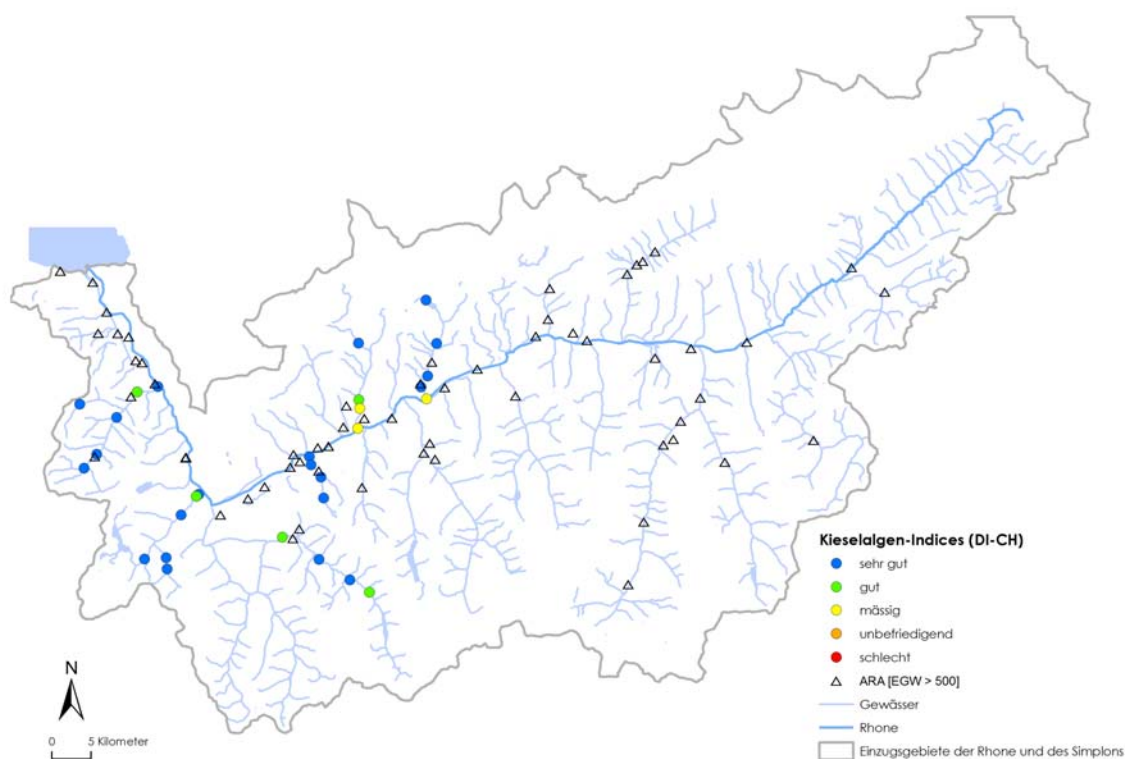 Kieselalgen-Indices (DI-CH)
sehr gut
gut
mässig
unbefriedigend
schlecht
ARA [EGW > 500]
Gewässer
Rhone
Einzugsgebiete der Rhone und des Simplons
N
0 5 Kilometer